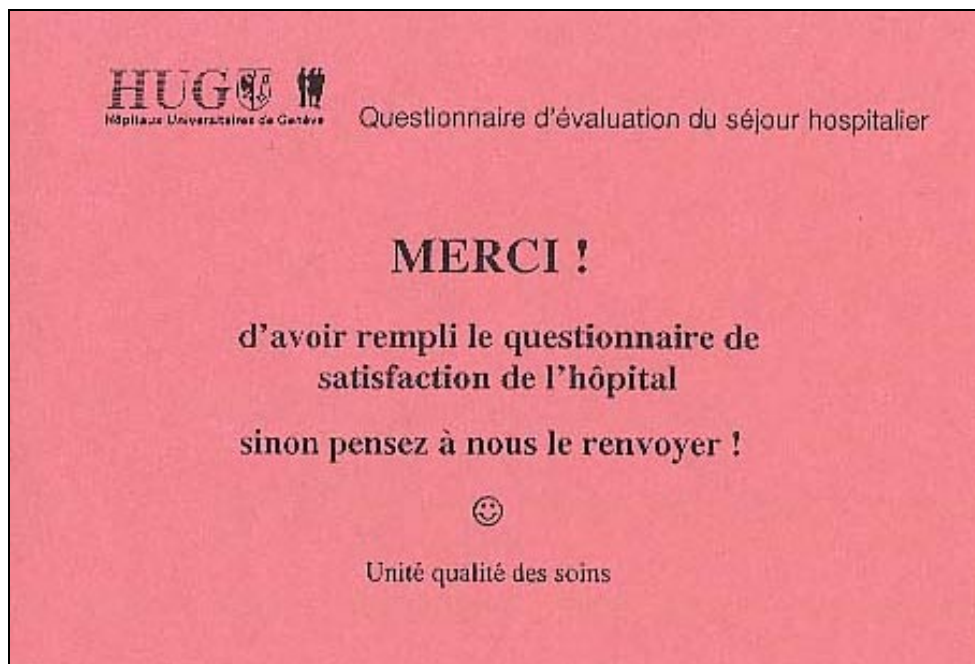 HUG
Hôpitaux Universitaires de Genève
Questionnaire d'évaluation du séjour hospitalier
MERCI !
d'avoir rempli le questionnaire de
satisfaction de l'hôpital
sinon pensez à nous le renvoyer !
Unité qualité des soins